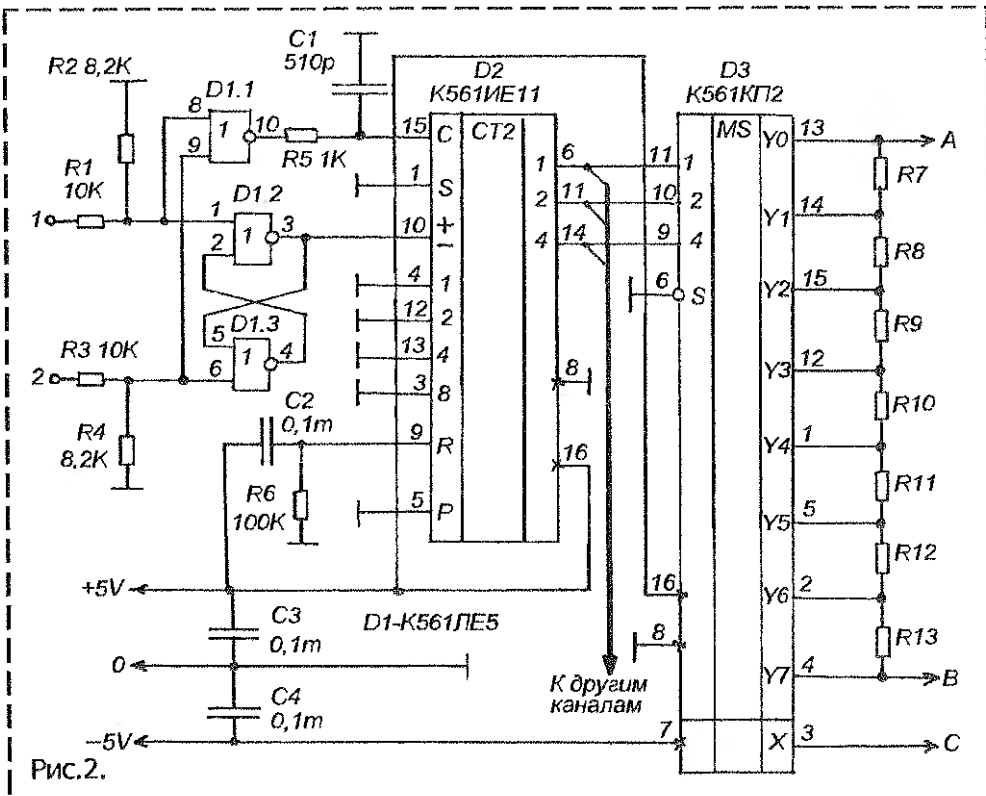 C1
510p
R2 8,2K
D1.1
8
1
10
9
R5 1K
R1
10K
1
D1.2
1
1
3
2
D1.3
5
1
4
6
R3 10K
2
R4
8,2K
C2
0,1m
R6
100K
D2
К561ИЕ11
CT2
15
C
1
S
10
+
–
4
1
12
2
13
4
3
8
9
R
5
P
1
6
2
11
4
14
8
16
D3
К561КП2
MS
11
1
10
2
9
4
6
S
16
8
7
Y0
13
A
R7
Y1
14
R8
Y2
15
R9
Y3
12
R10
Y4
1
R11
Y5
5
R12
Y6
2
R13
Y7
4
B
X
3
C
+5V
C3
0,1m
0
C4
0,1m
–5V
D1-К561ЛЕ5
К другим
каналам
Рис.2.